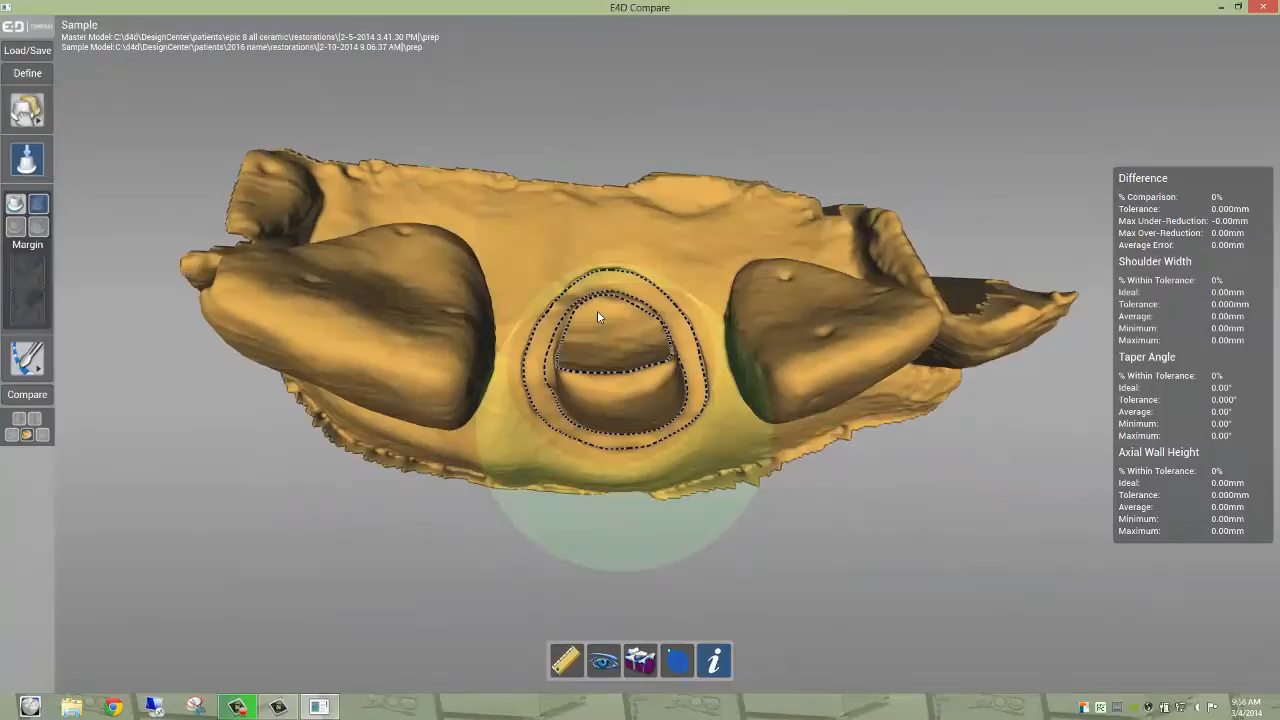 E4D Compare
E4D COMPARE
Sample
Master Model:C:\d4d\DesignCenter\patients\epic 8 all ceramic\restorations\[2-5-2014 3.41.30 PM]\prep
Sample Model:C:\d4d\DesignCenter\patients\2016 name\restorations\[2-10-2014 9.06.37 AM]\prep
Load/Save
Define
Margin
Compare
Difference
% Comparison: 0%
Tolerance: 0.000mm
Max Under-Reduction: -0.00mm
Max Over-Reduction: 0.00mm
Average Error: 0.00mm
Shoulder Width
% Within Tolerance: 0%
Ideal: 0.00mm
Tolerance: 0.000mm
Average: 0.00mm
Minimum: 0.00mm
Maximum: 0.00mm
Taper Angle
% Within Tolerance: 0%
Ideal: 0.00°
Tolerance: 0.000°
Average: 0.00°
Minimum: 0.00°
Maximum: 0.00°
Axial Wall Height
% Within Tolerance: 0%
Ideal: 0.00mm
Tolerance: 0.000mm
Average: 0.00mm
Minimum: 0.00mm
Maximum: 0.00mm
i
9:58 AM
3/4/2014